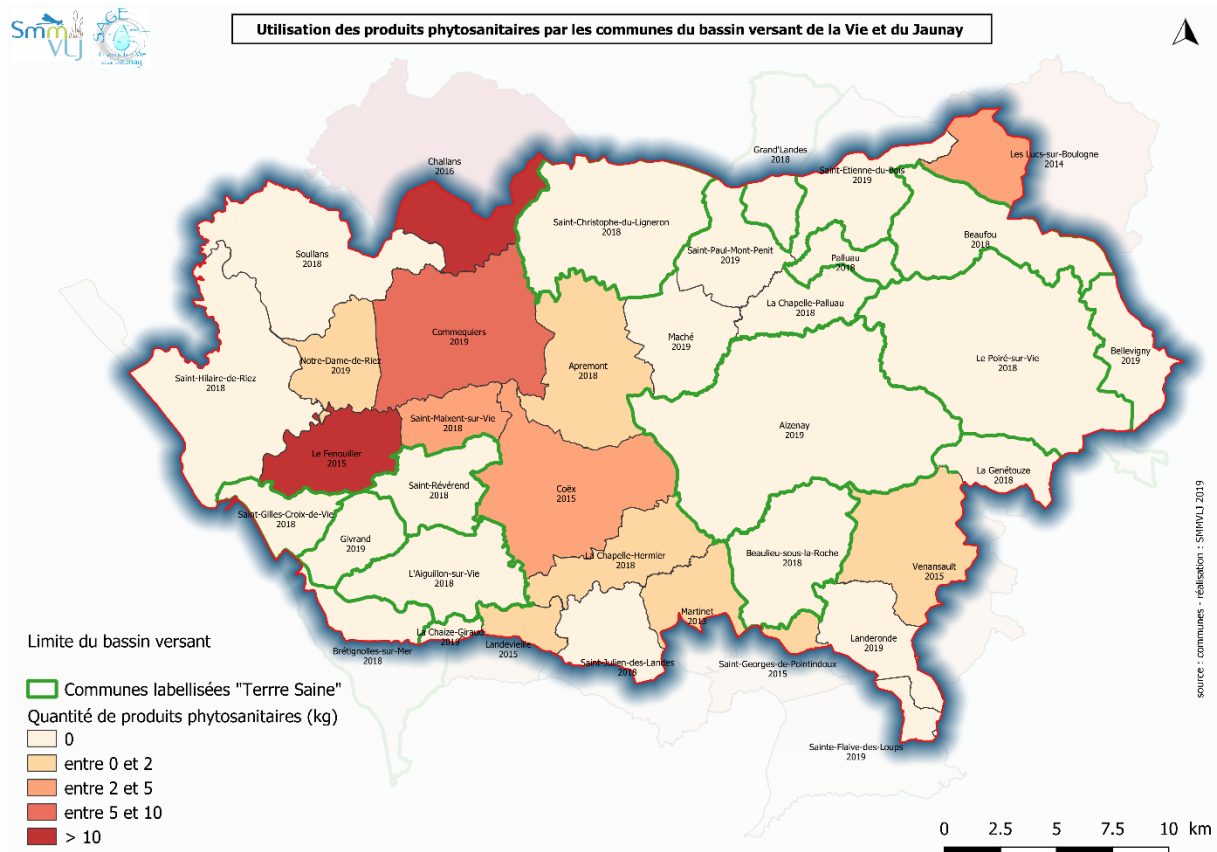 Smm
VLJ
SAGE
Utilisation des produits phytosanitaires par les communes du bassin versant de la Vie et du Jaunay
Challans
2016
Grand'Landes
2018
Saint-Etienne-du-Bois
2019
Les Lucs-sur-Boulogne
2014
Saint-Christophe-du-Ligneron
2018
Soullans
2018
Saint-Paul-Mont-Penit
2019
Palluau
2018
Beaufou
2018
La Chapelle-Palluau
2018
Commequiers
2019
Maché
2019
Le Poiré-sur-Vie
2018
Bellevigny
2019
Notre-Dame-de-Riez
2019
Apremont
2018
Saint-Hilaire-de-Riez
2018
Saint-Maixent-sur-Vie
2018
Aizenay
2019
Le Fenouiller
2015
La Genétouze
2018
Saint-Révérend
2018
Coëx
2015
Saint-Gilles-Croix-de-Vie
2018
Givrand
2019
La Chapelle-Hermier
2018
Beaulieu-sous-la-Roche
2018
Venansault
2015
L'Aiguillon-sur-Vie
2018
Martinet
2013
La Chaize-Giraud
2019
Landevieille
2015
Landeronde
2019
Brétignolles-sur-Mer
2018
Saint-Julien-des-Landes
2018
Saint-Georges-de-Pointindoux
2015
Sainte-Flaive-des-Loups
2019
source : communes - réalisation : SMMVLJ 2019
Limite du bassin versant
Communes labellisées "Terrre Saine"
Quantité de produits phytosanitaires (kg)
0
entre 0 et 2
entre 2 et 5
entre 5 et 10
> 10
0 2.5 5 7.5 10 km